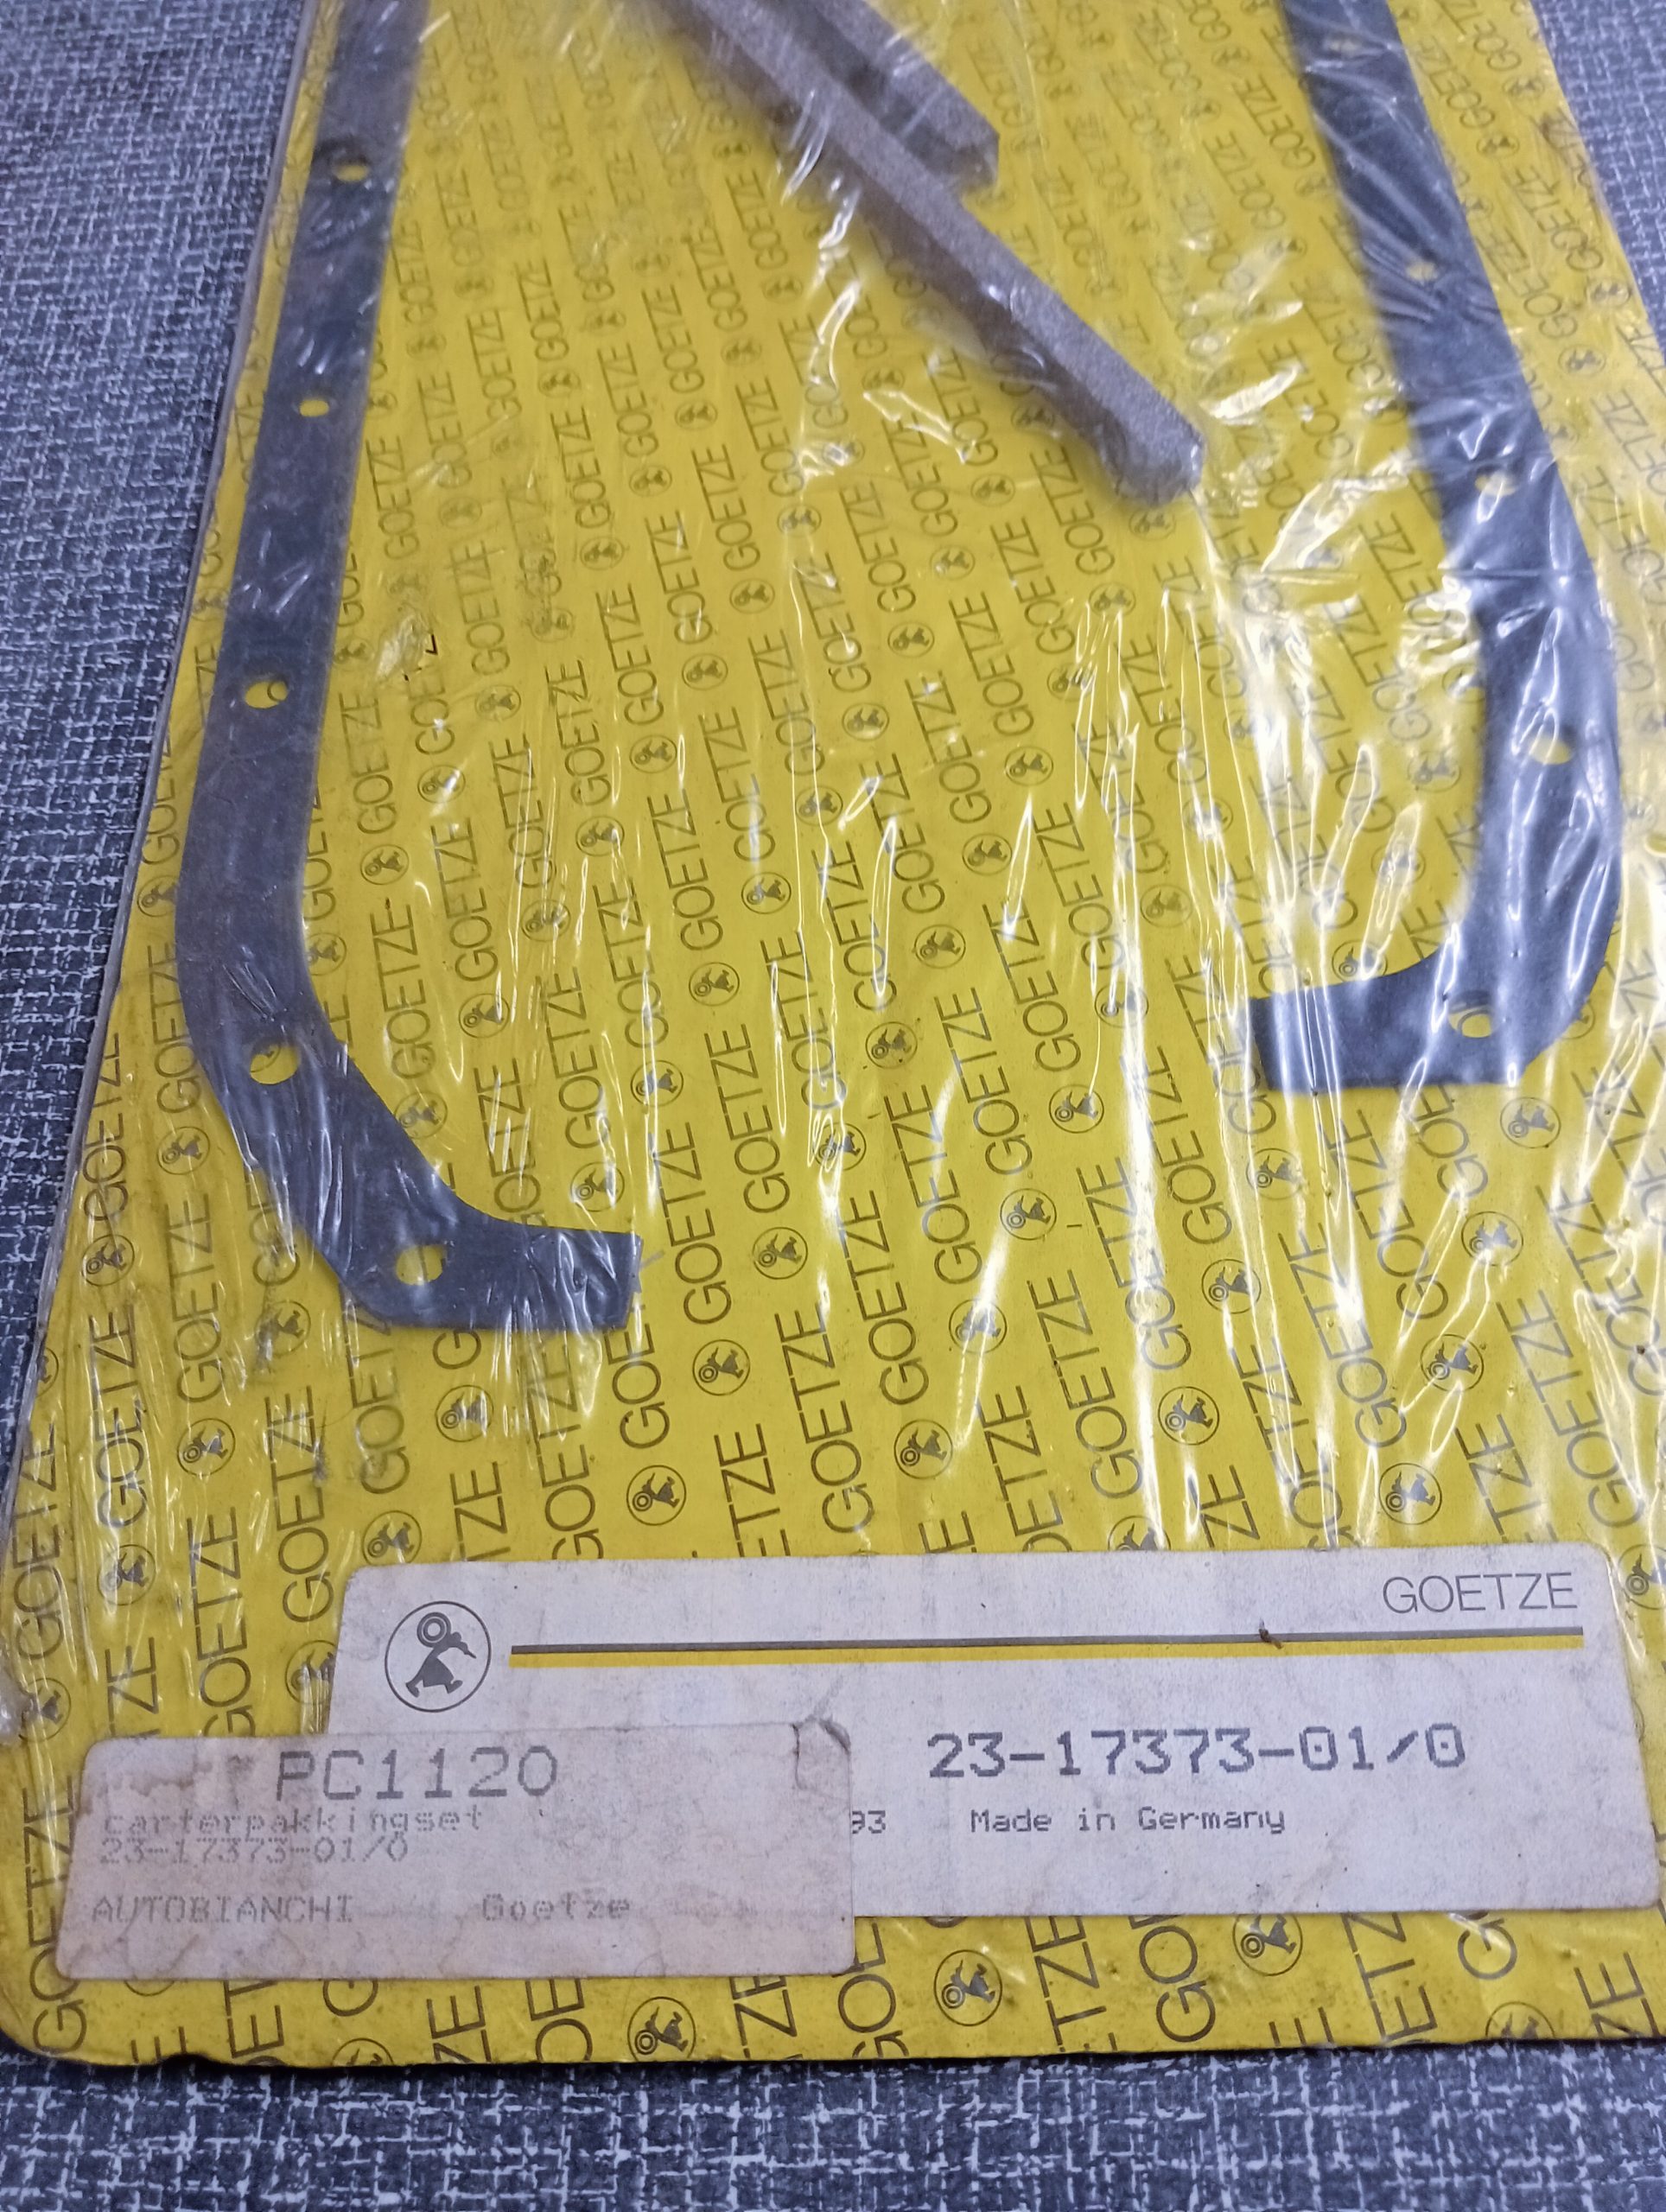 GOETZE
23-17373-01/0
93 Made in Germany
PC1120
carterpakkingset
23-17373-01/0
AUTOBIANCHI Goetze